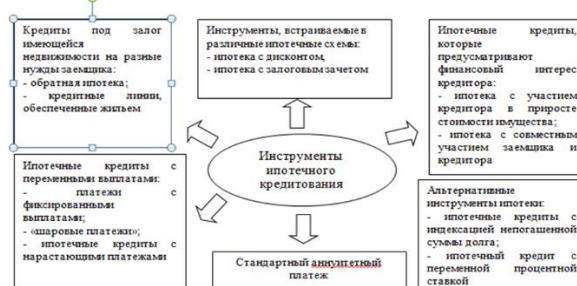 Кредиты под залог
имеющейся
недвижимости на разные
нужды заемщика:
- обратная ипотека;
- кредитные линии,
обеспеченные жильем
Инструменты, встраиваемые в
различные ипотечные схемы:
- ипотека с дисконтом,
- ипотека с залоговым зачетом
Ипотечные кредиты,
которые
предусматривают
финансовый интерес
кредитора:
- ипотека с участием
кредитора в приросте
стоимости имущества;
- ипотека с совместным
участием заемщика и
кредитора
Инструменты
ипотечного
кредитования
Ипотечные кредиты с
переменными выплатами:
- платежи с
фиксированными
выплатами;
- «шаровые платежи»;
- ипотечные кредиты с
нарастающими платежами
Стандартный аннуитетный
платеж
Альтернативные
инструменты ипотеки:
- ипотечные кредиты с
индексацией непогашенной
суммы долга;
- ипотечный кредит с
переменной процентной
ставкой